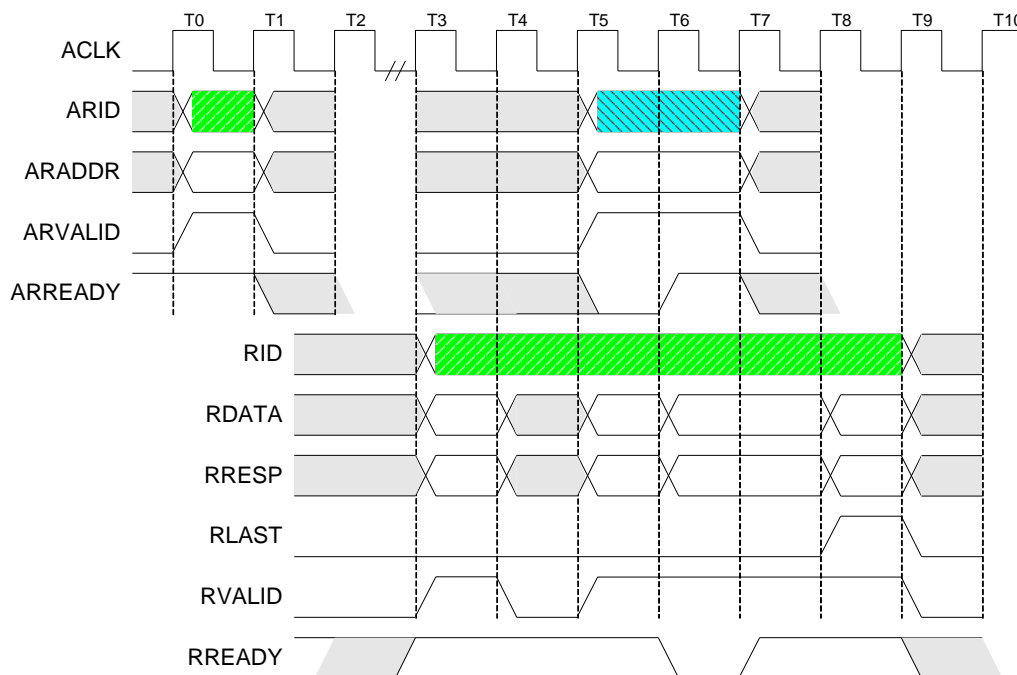 T0 T1 T2 T3 T4 T5 T6 T7 T8 T9 T10
ACLK
ARID
ARADDR
ARVALID
ARREADY
RID
RDATA
RRESP
RLAST
RVALID
RREADY